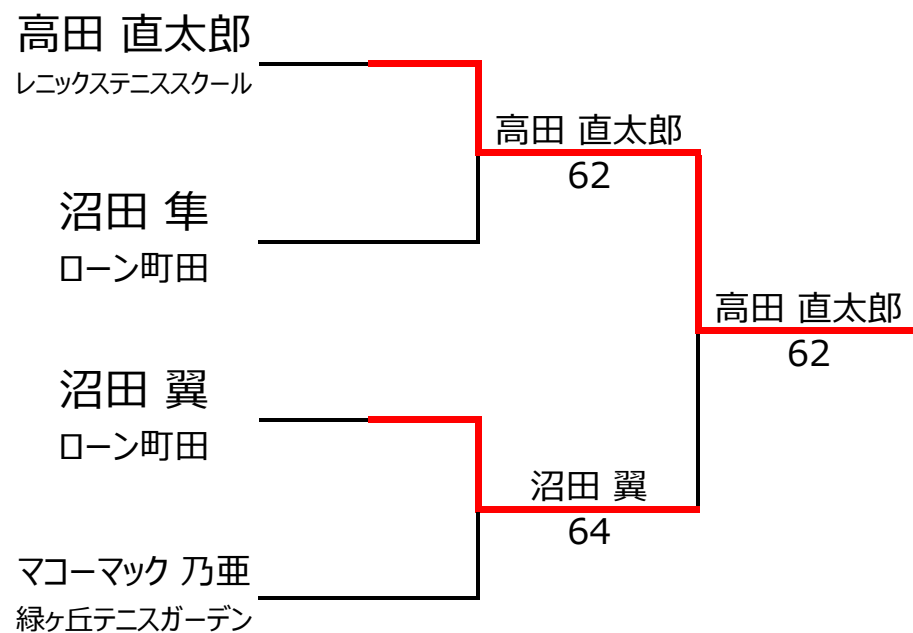 高田 直太郎
レニックステニススクール
高田 直太郎
62
沼田 隼
ローン町田
高田 直太郎
62
沼田 翼
ローン町田
沼田 翼
64
マコーマック 乃亜
緑ヶ丘テニスガーデン